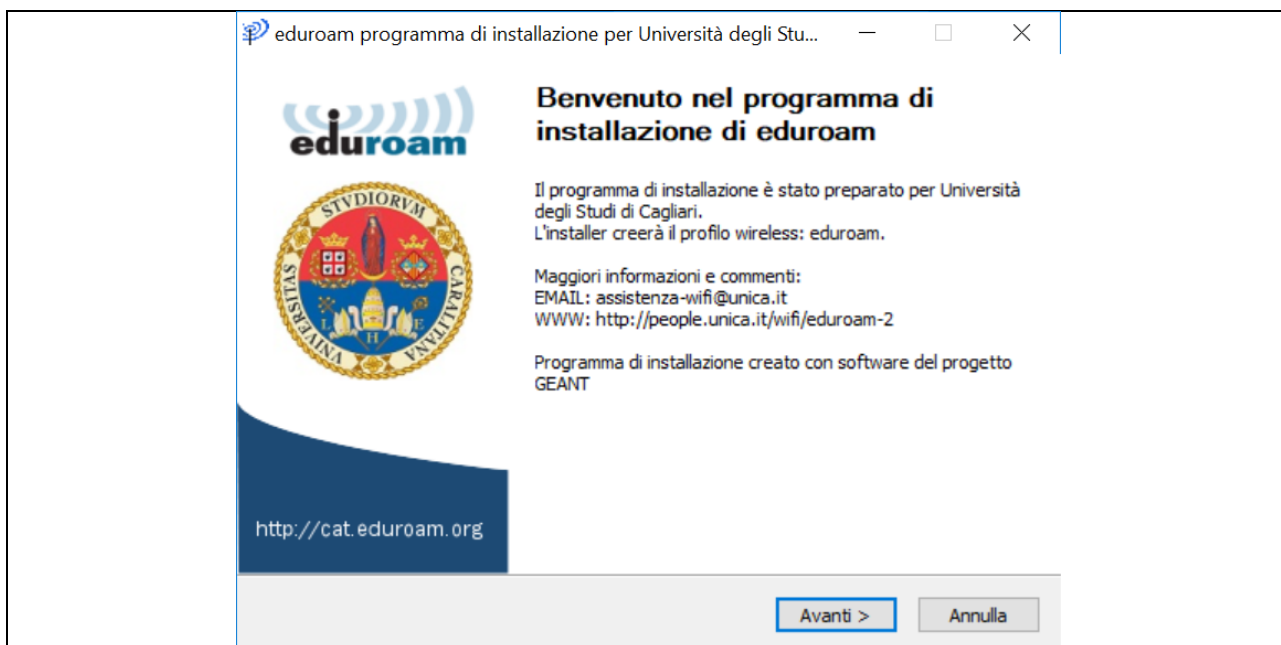 eduroam programma di installazione per Università degli Stu...
eduroam
Benvenuto nel programma di
installazione di eduroam
STVDIORVM
VNIVERSITAS
CARALITANA
L H E
Il programma di installazione è stato preparato per Università
degli Studi di Cagliari.
L'installer creerà il profilo wireless: eduroam.
Maggiori informazioni e commenti:
EMAIL: assistenza-wifi@unica.it
WWW: http://people.unica.it/wifi/eduroam-2
Programma di installazione creato con software del progetto
GEANT
http://cat.eduroam.org
Avanti >
Annulla